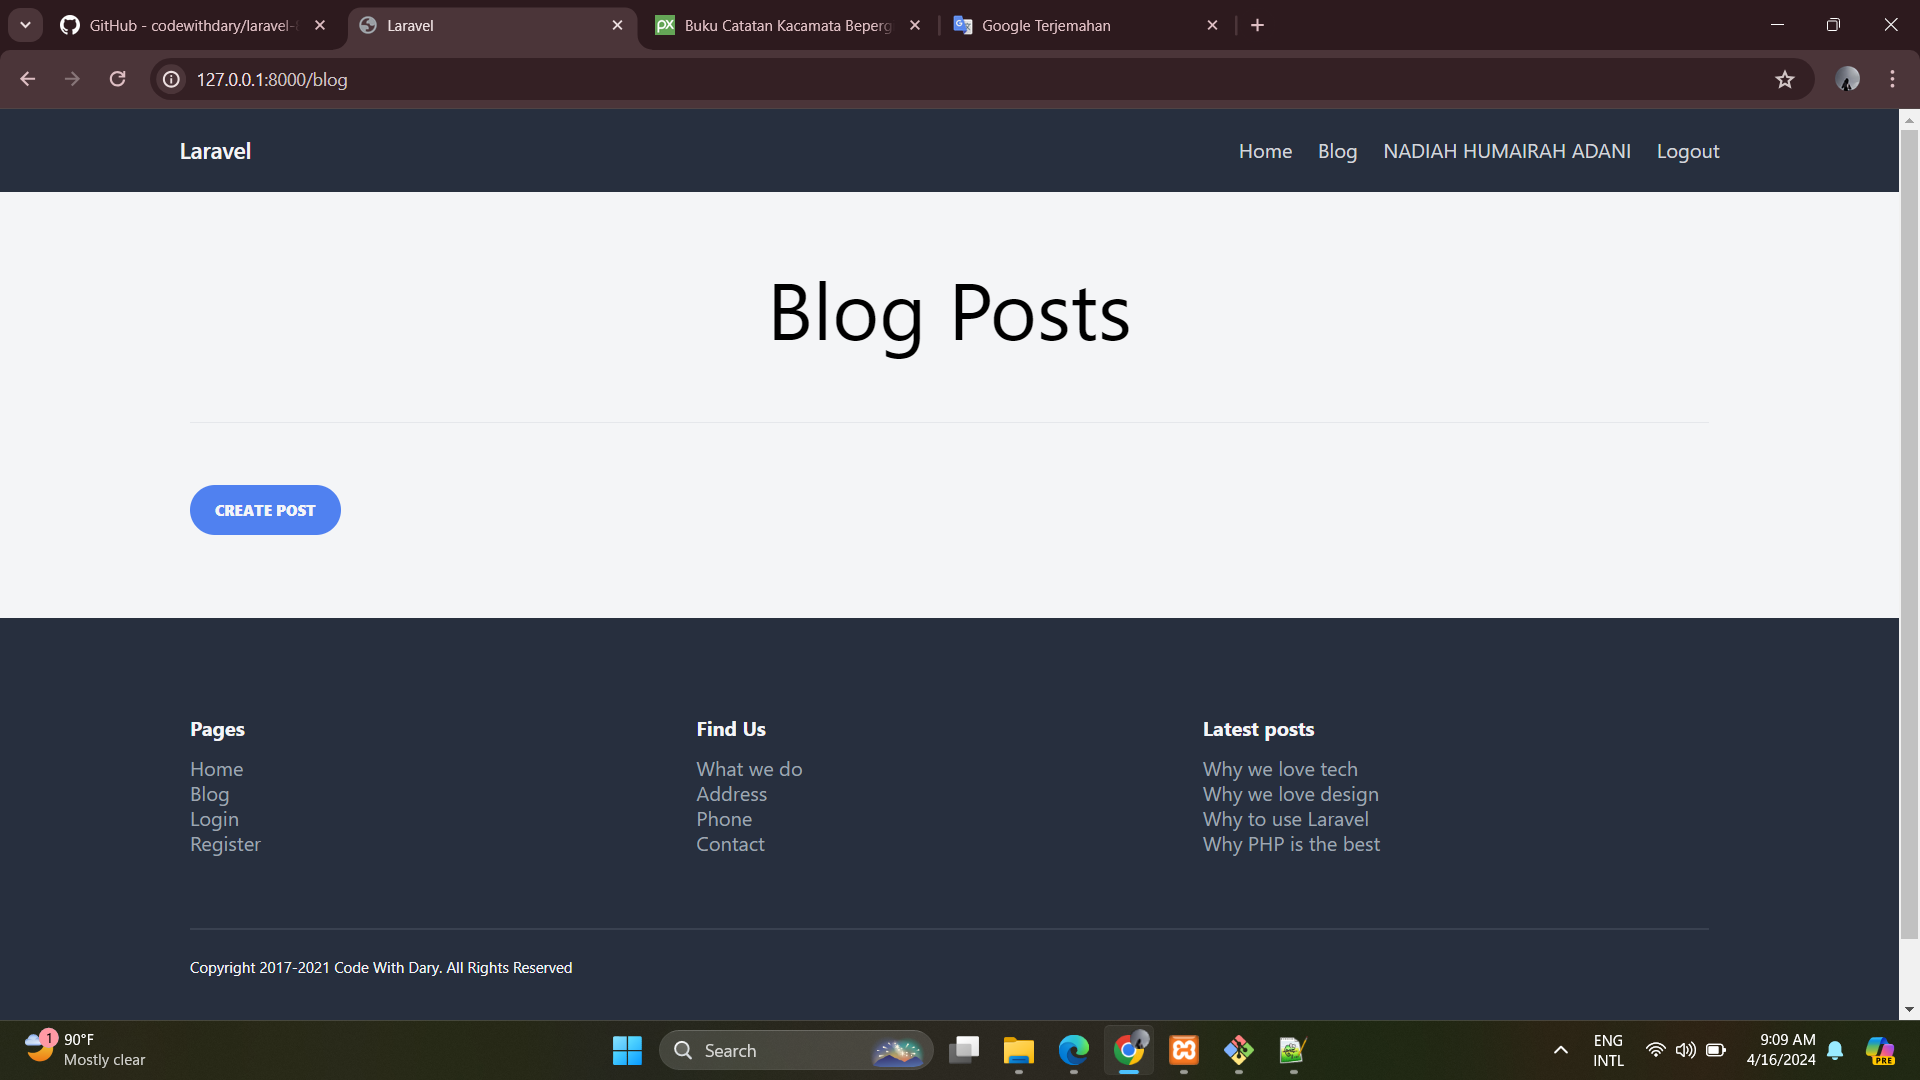 GitHub - codewithdary/laravel-8
Laravel
Buku Catatan Kacamata Beperg
Google Terjemahan
127.0.0.1:8000/blog
Laravel
Home
Blog
NADIAH HUMAIRAH ADANI
Logout
Blog Posts
CREATE POST
Pages
Home
Blog
Login
Register
Find Us
What we do
Address
Phone
Contact
Latest posts
Why we love tech
Why we love design
Why to use Laravel
Why PHP is the best
Copyright 2017-2021 Code With Dary. All Rights Reserved
1
90°F
Mostly clear
Search
ENG
INTL
9:09 AM
4/16/2024
PRE